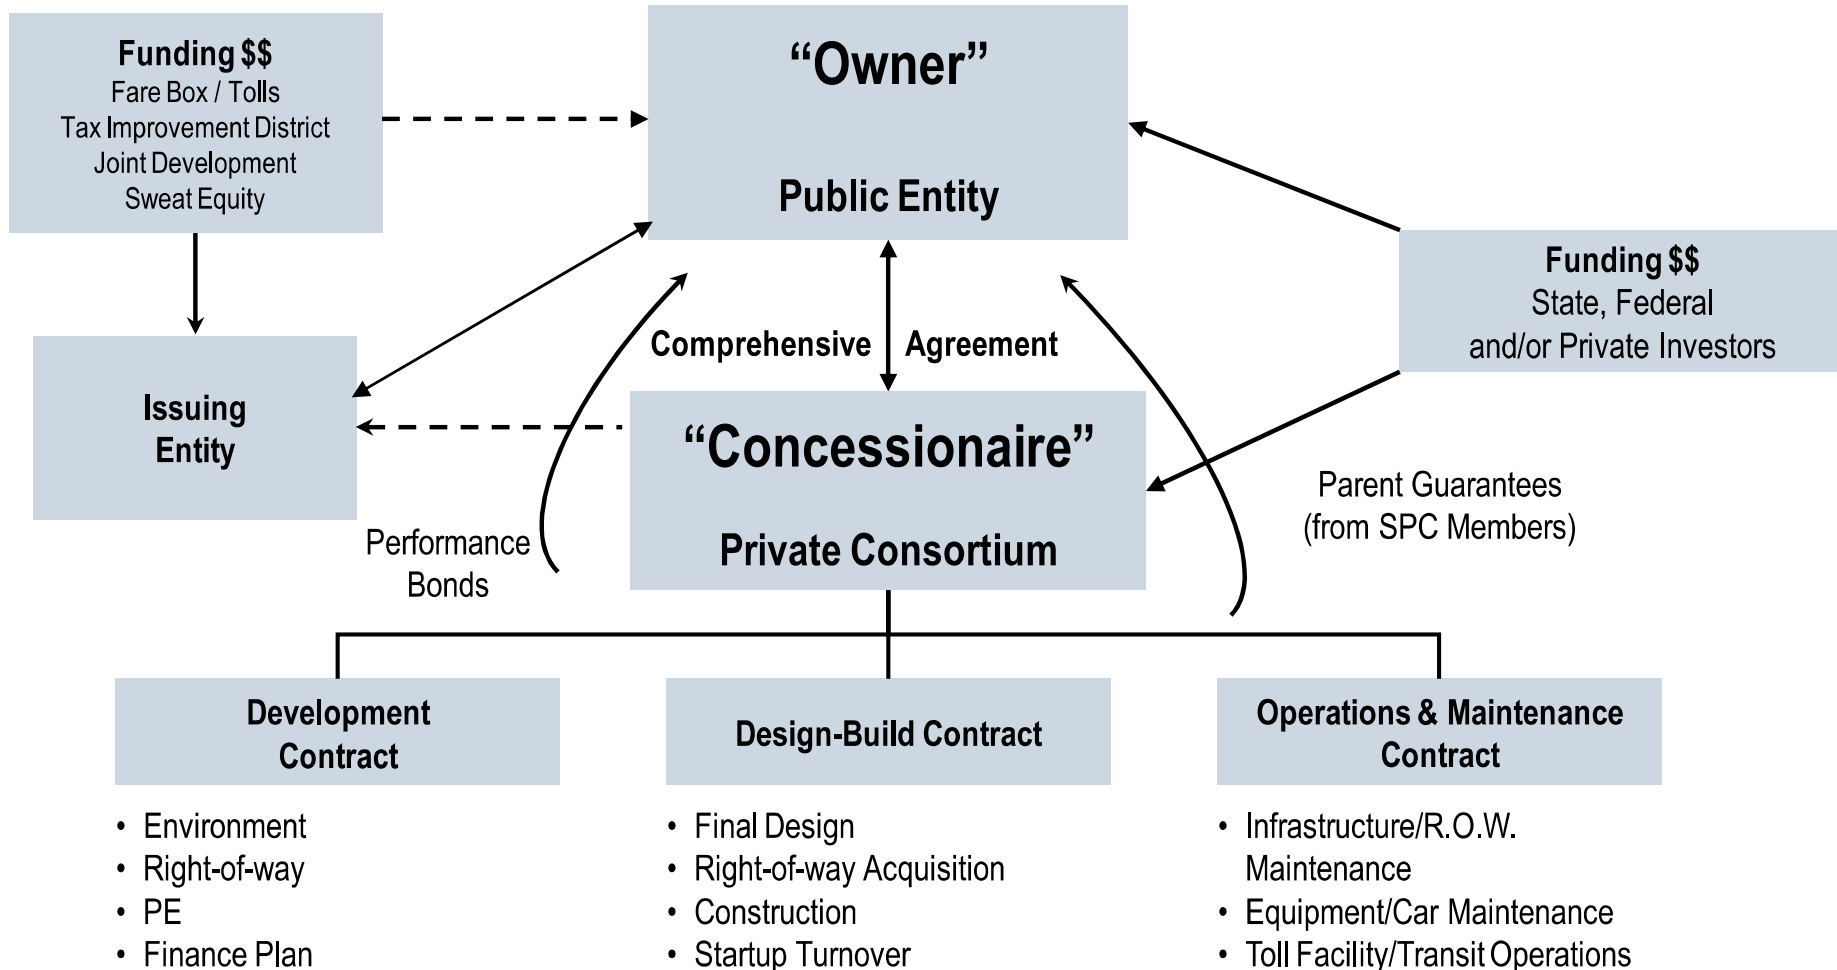 Funding $$
Fare Box / Tolls
Tax Improvement District
Joint Development
Sweat Equity
“Owner”
Public Entity
Funding $$
State, Federal
and/or Private Investors
Comprehensive Agreement
Issuing
Entity
“Concessionaire”
Private Consortium
Performance
Bonds
Parent Guarantees
(from SPC Members)
Development
Contract
• Environment
• Right-of-way
• PE
• Finance Plan
Design-Build Contract
• Final Design
• Right-of-way Acquisition
• Construction
• Startup Turnover
Operations & Maintenance
Contract
• Infrastructure/R.O.W.
Maintenance
• Equipment/Car Maintenance
• Toll Facility/Transit Operations